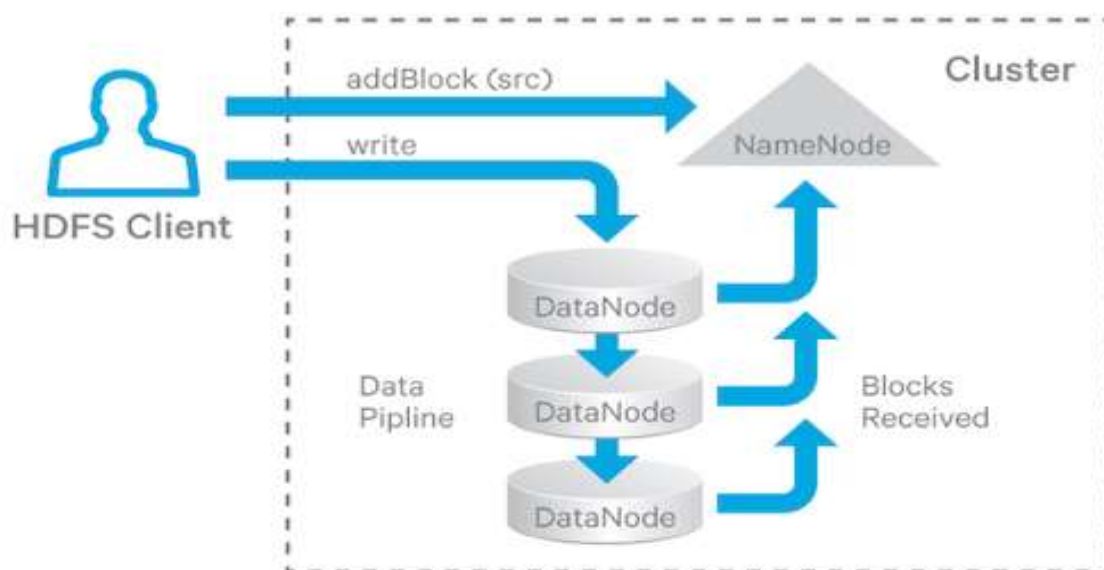 Cluster
addBlock (src)
NameNode
write
HDFS Client
DataNode
Data
Pipline
DataNode
Blocks
Received
DataNode